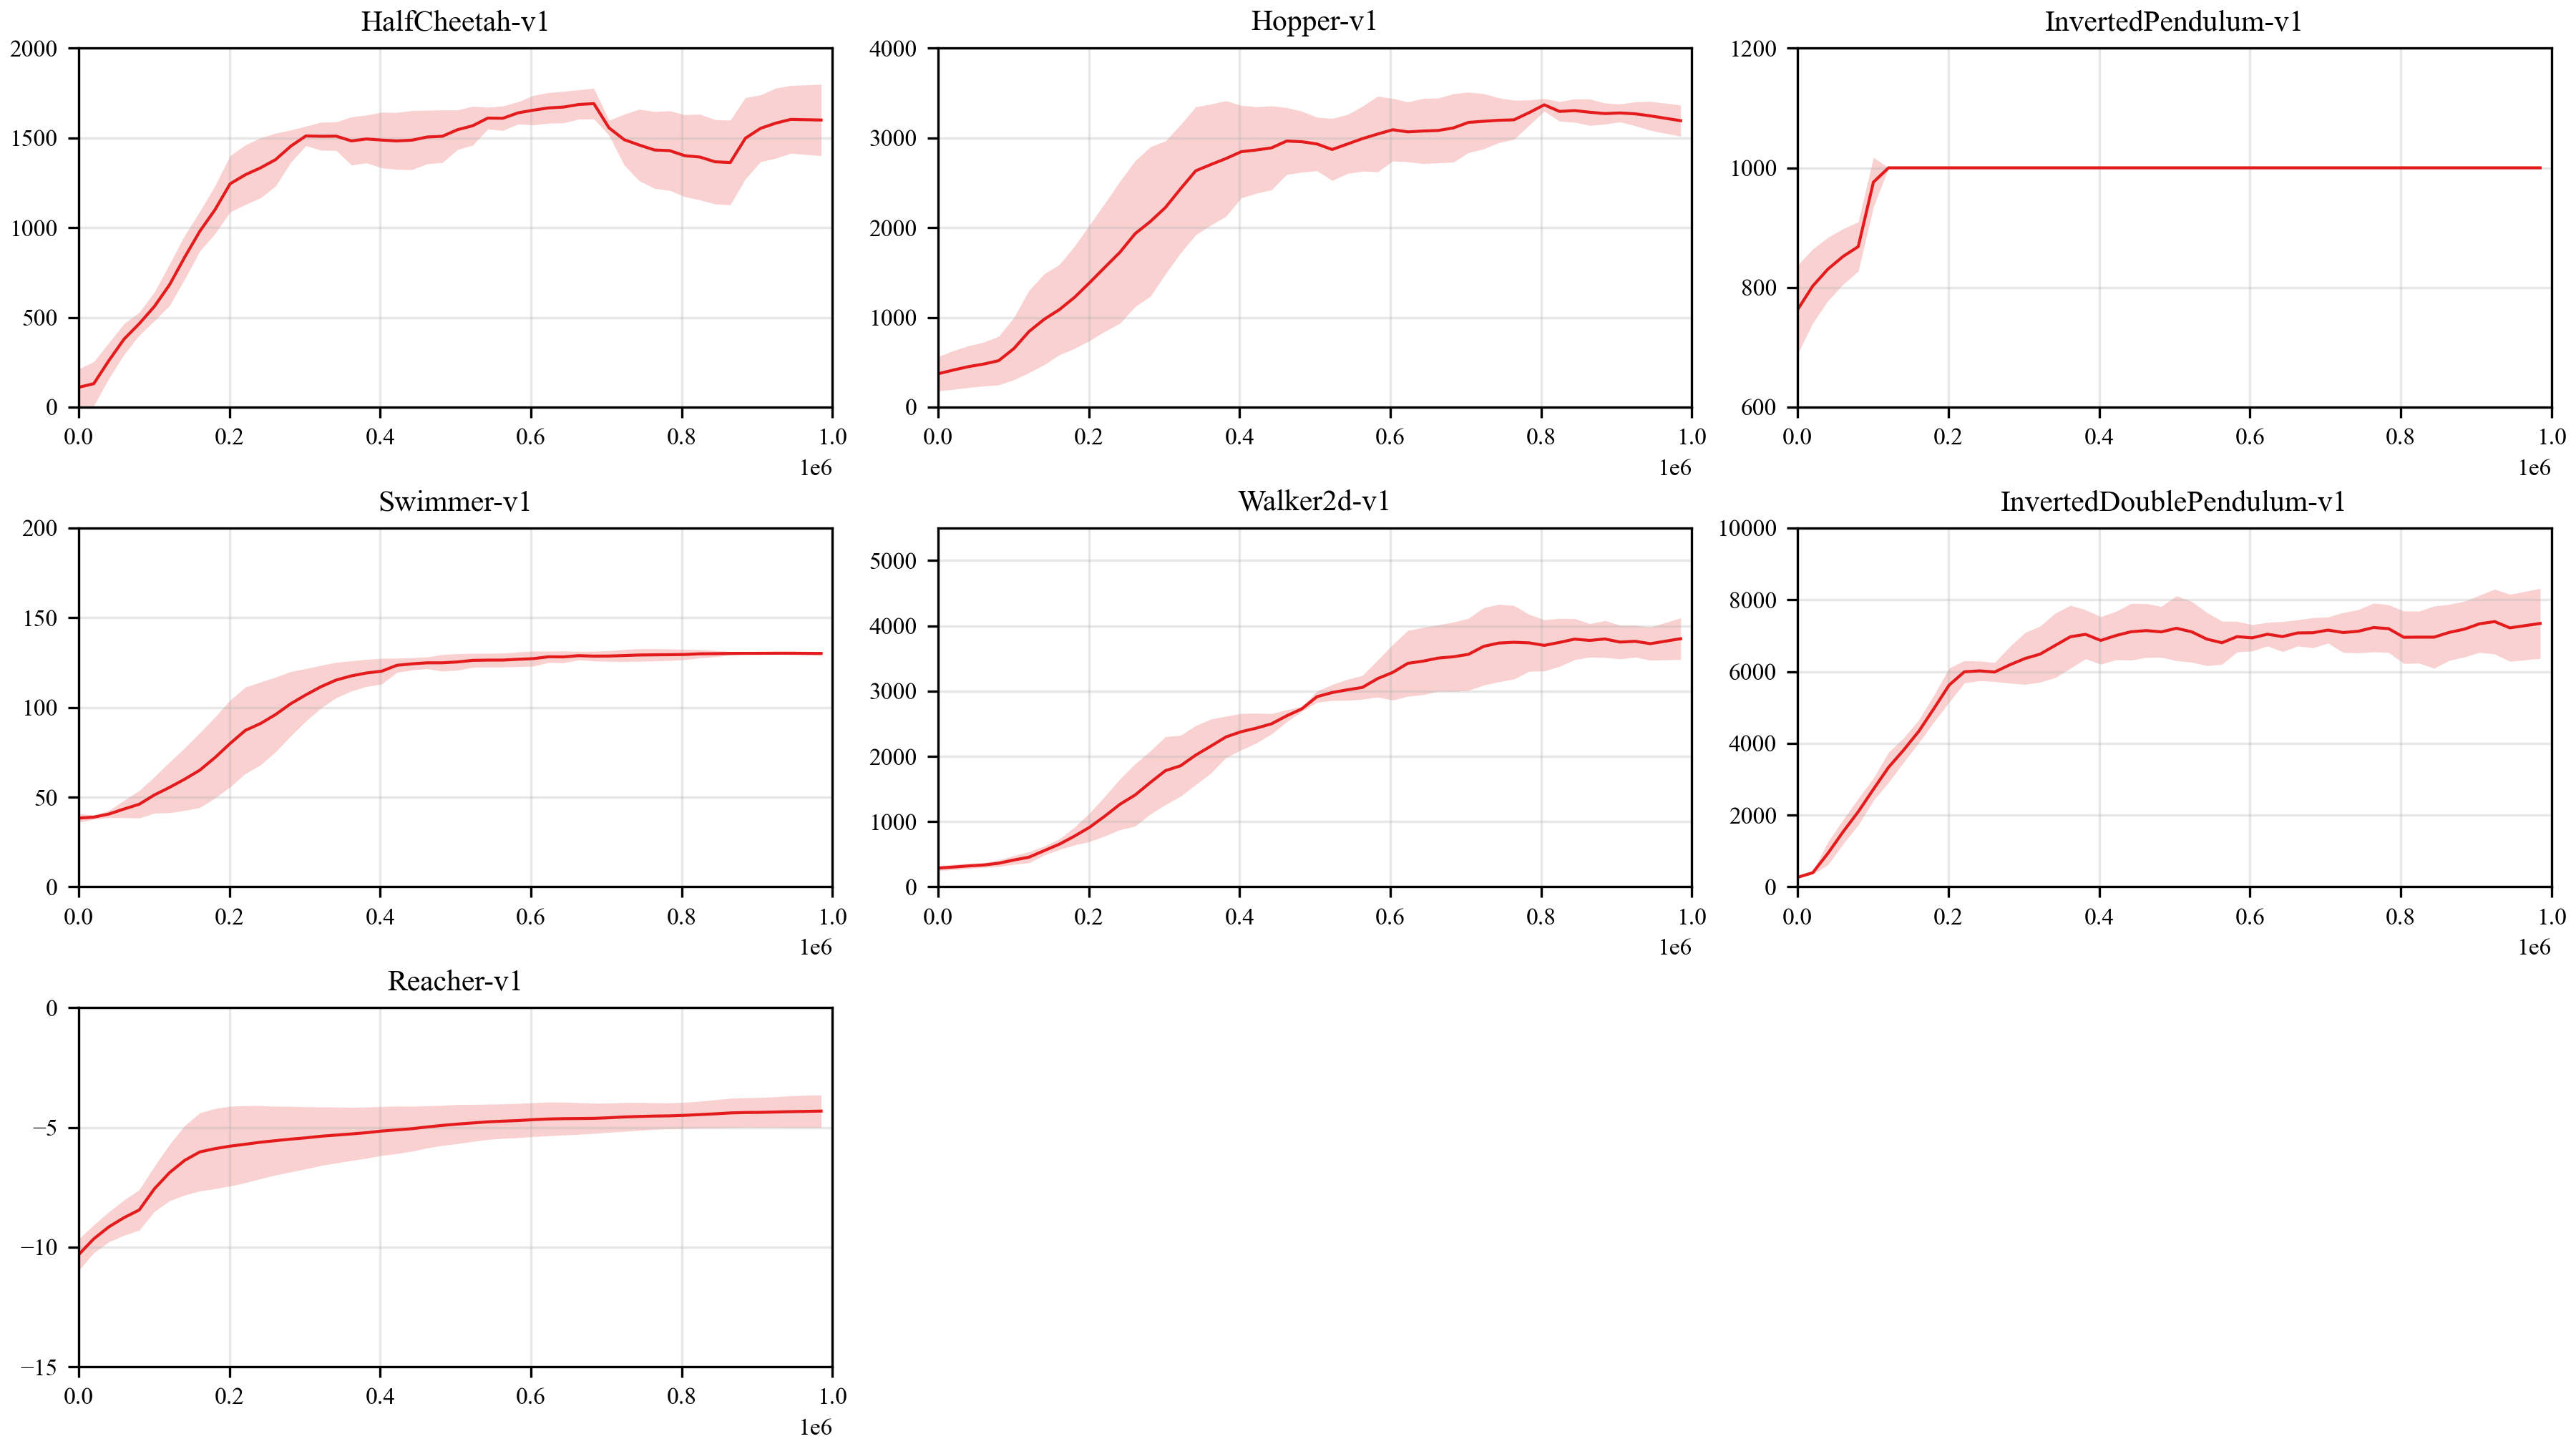 HalfCheetah-v1
2000
1500
1000
500
0
0.0 0.2 0.4 0.6 0.8 1.0
1e6
Hopper-v1
4000
3000
2000
1000
0
0.0 0.2 0.4 0.6 0.8 1.0
1e6
InvertedPendulum-v1
1200
1000
800
600
0.0 0.2 0.4 0.6 0.8 1.0
1e6
Swimmer-v1
200
150
100
50
0
0.0 0.2 0.4 0.6 0.8 1.0
1e6
Walker2d-v1
5000
4000
3000
2000
1000
0
0.0 0.2 0.4 0.6 0.8 1.0
1e6
InvertedDoublePendulum-v1
10000
8000
6000
4000
2000
0
0.0 0.2 0.4 0.6 0.8 1.0
1e6
Reacher-v1
0
−5
−10
−15
0.0 0.2 0.4 0.6 0.8 1.0
1e6